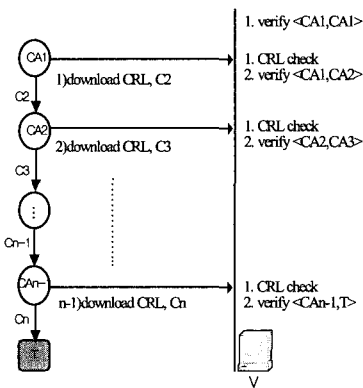 1. verify <CA1,CA1>
CA1
1. CRL check
2. verify <CA1,CA2>
1)download CRL, C2
C2
CA2
1. CRL check
2. verify <CA2,CA3>
2)download CRL, C3
C3
⋮
Cn-1
CAn-
1. CRL check
2. verify <CAn-1,T>
n-1)download CRL, Cn
Cn
T
V